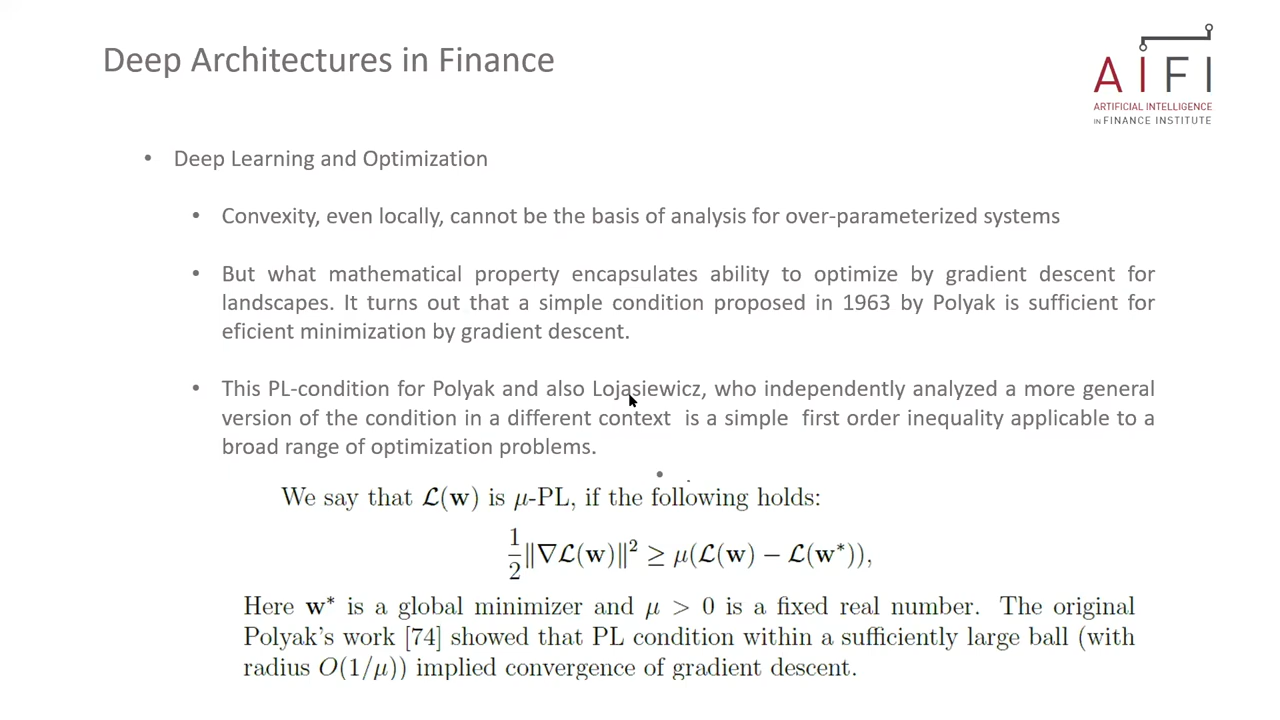 Deep Architectures in Finance
AIFI
ARTIFICIAL INTELLIGENCE
IN FINANCE INSTITUTE
• Deep Learning and Optimization
• Convexity, even locally, cannot be the basis of analysis for over-parameterized systems
• But what mathematical property encapsulates ability to optimize by gradient descent for
landscapes. It turns out that a simple condition proposed in 1963 by Polyak is sufficient for
eficient minimization by gradient descent.
• This PL-condition for Polyak and also Lojasiewicz, who independently analyzed a more general
version of the condition in a different context is a simple first order inequality applicable to a
broad range of optimization problems.
•
We say that 𝓛(w) is μ-PL, if the following holds:
1/2‖∇𝓛(w)‖² ≥ μ(𝓛(w) − 𝓛(w*)),
Here w* is a global minimizer and μ > 0 is a fixed real number. The original
Polyak's work [74] showed that PL condition within a sufficiently large ball (with
radius O(1/μ)) implied convergence of gradient descent.